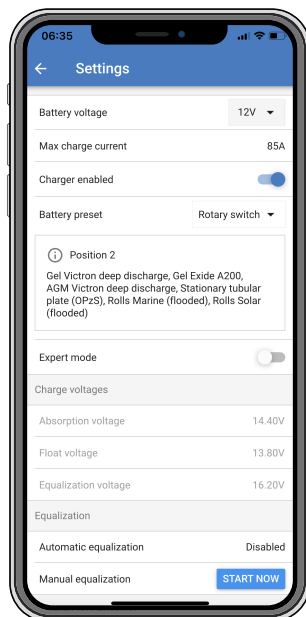 06:35
Settings
Battery voltage 12V
Max charge current 85A
Charger enabled
Battery preset Rotary switch
Position 2
Gel Victron deep discharge, Gel Exide A200,
AGM Victron deep discharge, Stationary tubular
plate (OPzS), Rolls Marine (flooded), Rolls Solar
(flooded)
Expert mode
Charge voltages
Absorption voltage 14.40V
Float voltage 13.80V
Equalization voltage 16.20V
Equalization
Automatic equalization Disabled
Manual equalization START NOW